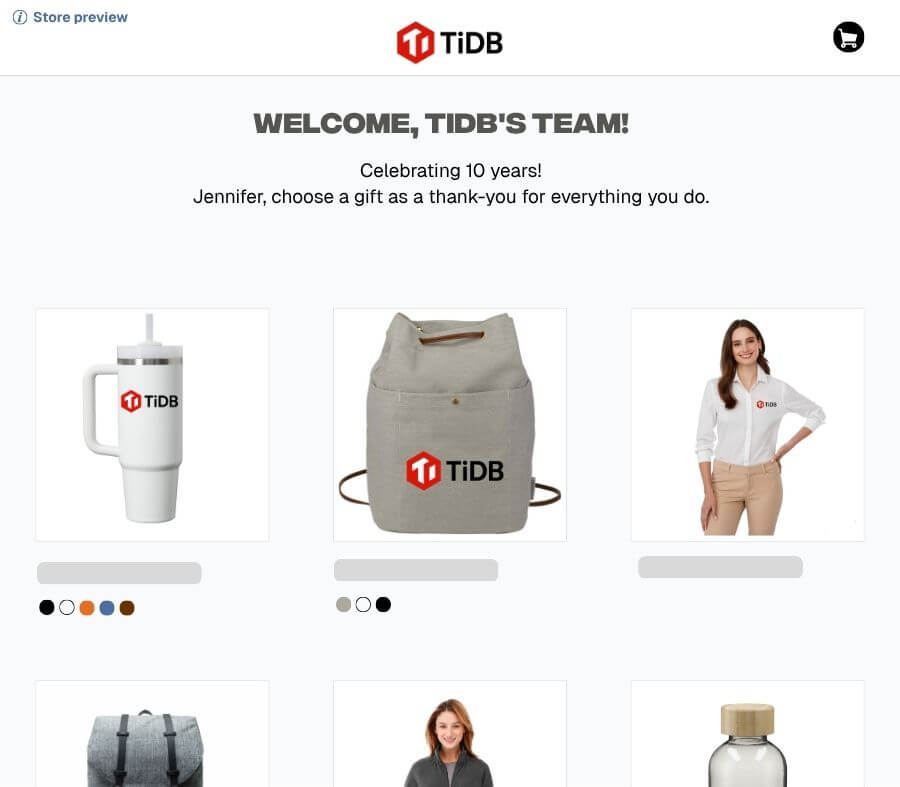 Store preview
TiDB
WELCOME, TIDB'S TEAM!
Celebrating 10 years!
Jennifer, choose a gift as a thank-you for everything you do.
TiDB
TiDB
TiDB